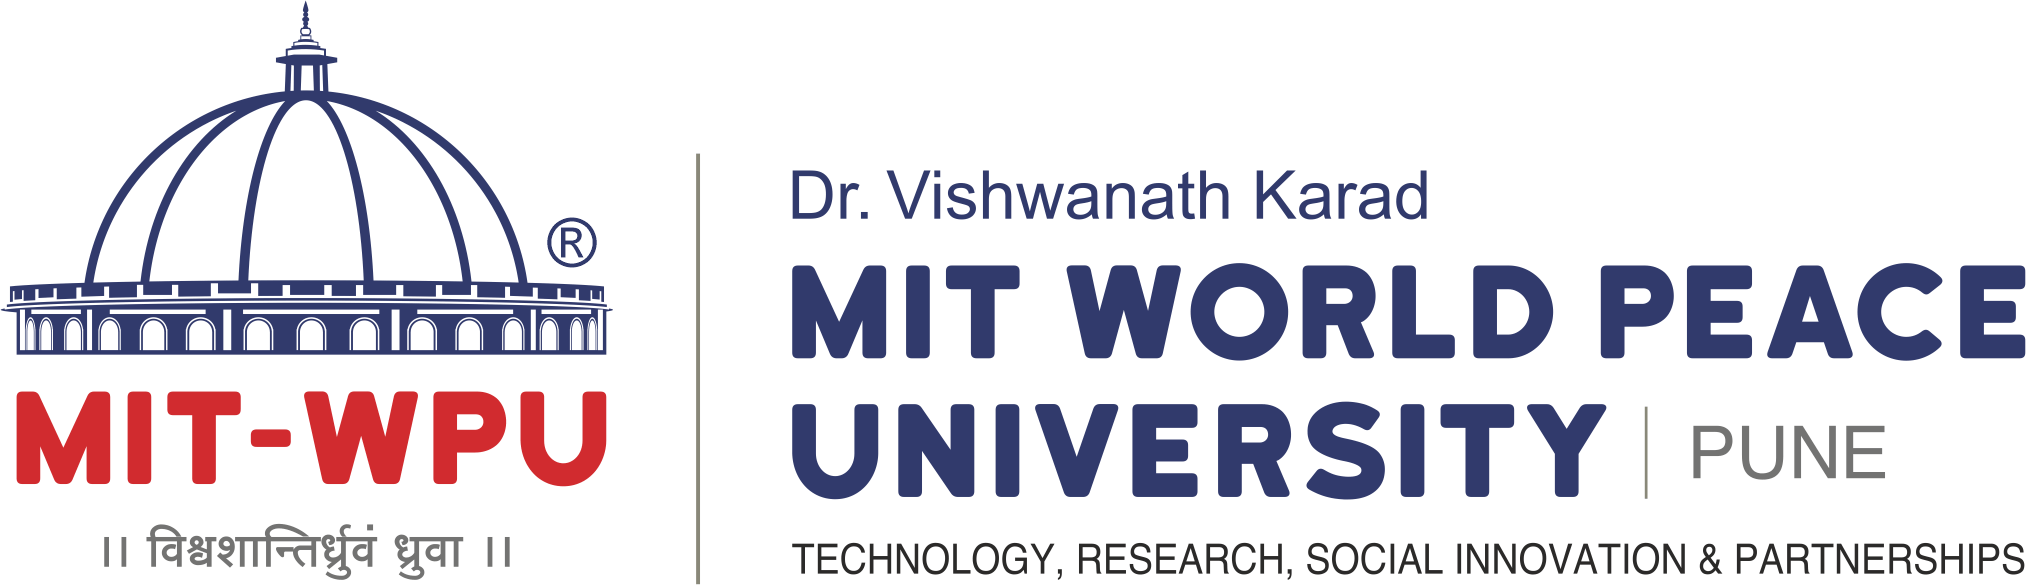 ®
MIT-WPU
।। विश्वशान्तिर्ध्रुवं ध्रुवा ।।
Dr. Vishwanath Karad
MIT WORLD PEACE
UNIVERSITY | PUNE
TECHNOLOGY, RESEARCH, SOCIAL INNOVATION & PARTNERSHIPS